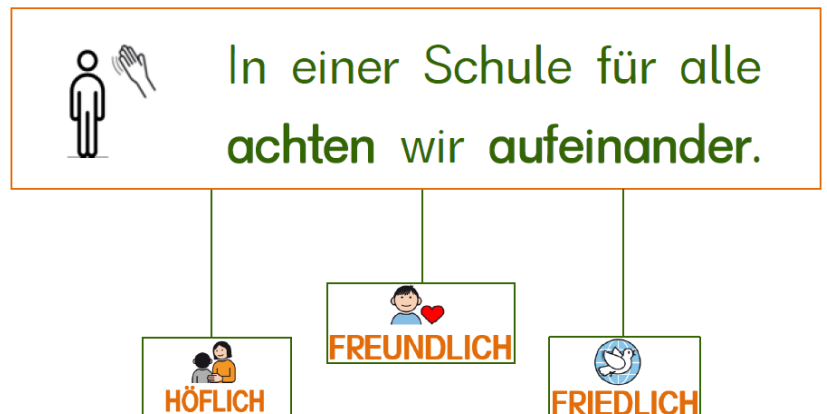 In einer Schule für alle
achten wir aufeinander.
FREUNDLICH
HÖFLICH
FRIEDLICH